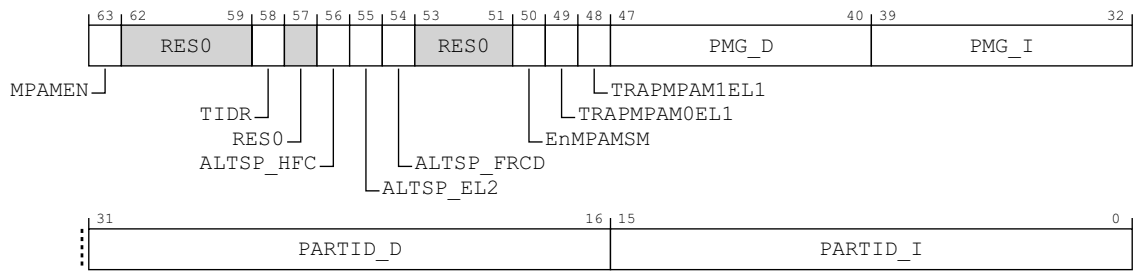 63 62 59 58 57 56 55 54 53 51 50 49 48 47 40 39 32
RES0 RES0 PMG_D PMG_I
MPAMEN TRAPMPAM1EL1
TIDR TRAPMPAM0EL1
RES0 EnMPAMSM
ALTSP_HFC ALTSP_FRCD
ALTSP_EL2
31 16 15 0
PARTID_D PARTID_I